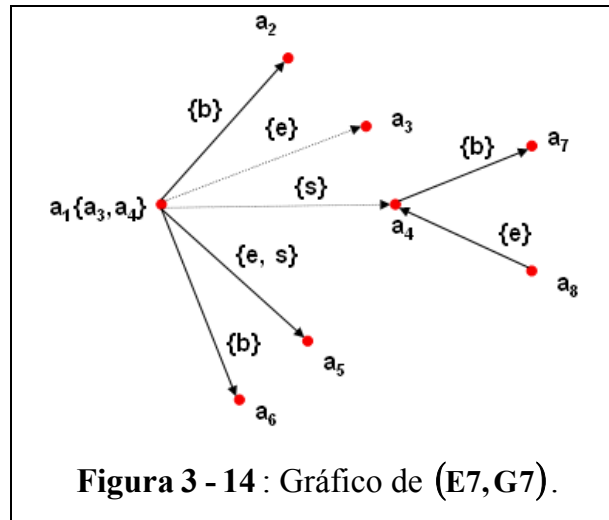 a₂
{b}
{e}
a₃
{b}
a₇
{s}
a₁{a₃,a₄}
a₄
{e}
{e, s}
a₈
{b}
a₅
a₆
Figura 3 - 14 : Gráfico de (E7,G7).